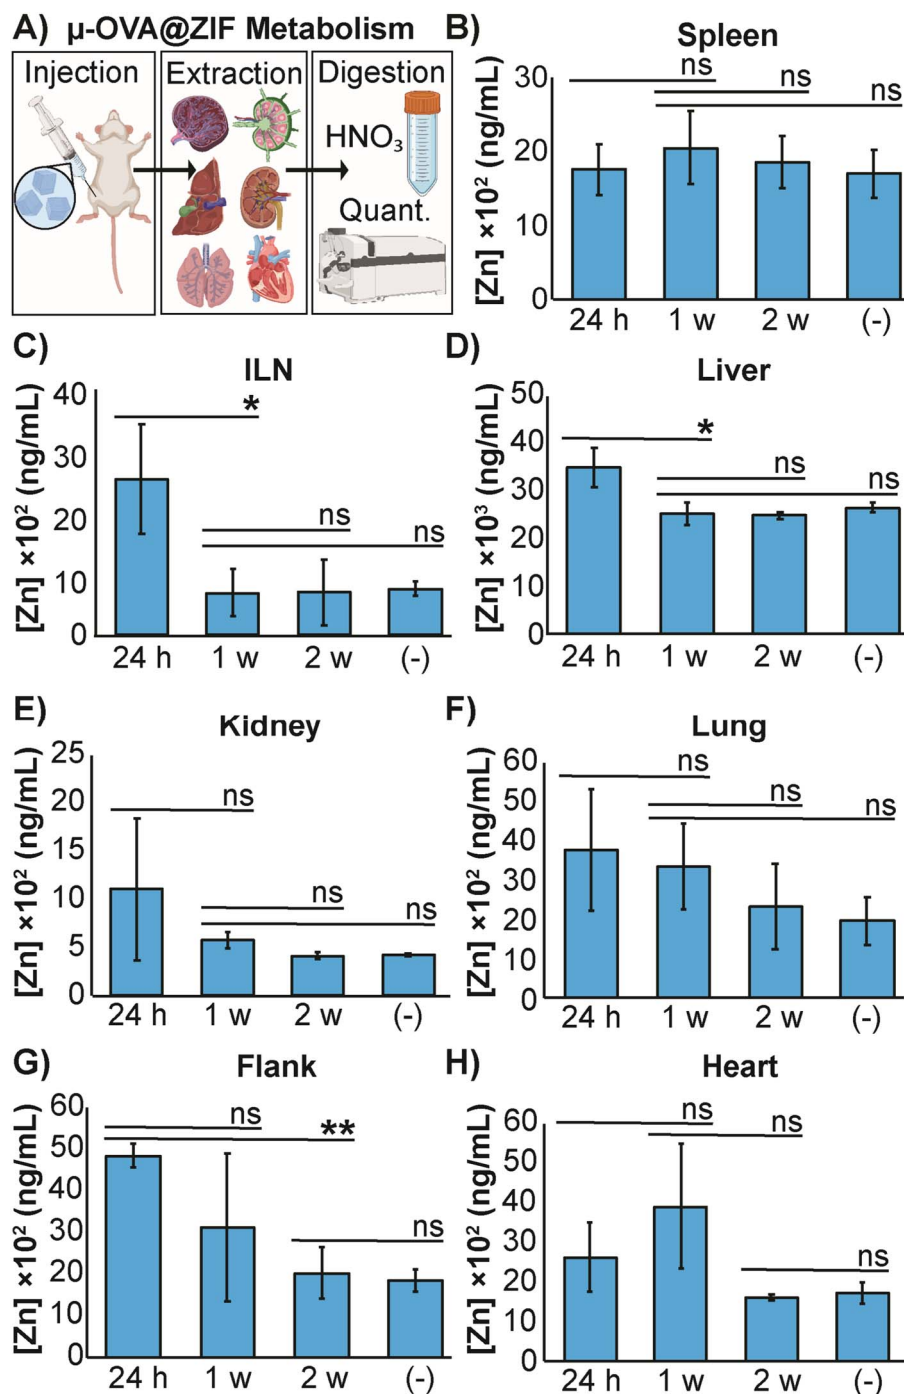 A) µ-OVA@ZIF Metabolism
Injection
Extraction
Digestion
HNO₃
Quant.
B) Spleen
[Zn] ×10² (ng/mL)
30
20
10
0
ns
ns
ns
24 h 1 w 2 w (-)
C) ILN
[Zn] ×10² (ng/mL)
40
30
20
10
0
*
ns
ns
24 h 1 w 2 w (-)
D) Liver
[Zn] ×10³ (ng/mL)
50
40
30
20
10
0
*
ns
ns
24 h 1 w 2 w (-)
E) Kidney
[Zn] ×10² (ng/mL)
25
20
15
10
5
0
ns
ns
ns
24 h 1 w 2 w (-)
F) Lung
[Zn] ×10² (ng/mL)
60
50
40
30
20
10
0
ns
ns
ns
24 h 1 w 2 w (-)
G) Flank
[Zn] ×10² (ng/mL)
60
50
40
30
20
10
0
ns
**
ns
24 h 1 w 2 w (-)
H) Heart
[Zn] ×10² (ng/mL)
60
50
40
30
20
10
0
ns
ns
ns
24 h 1 w 2 w (-)